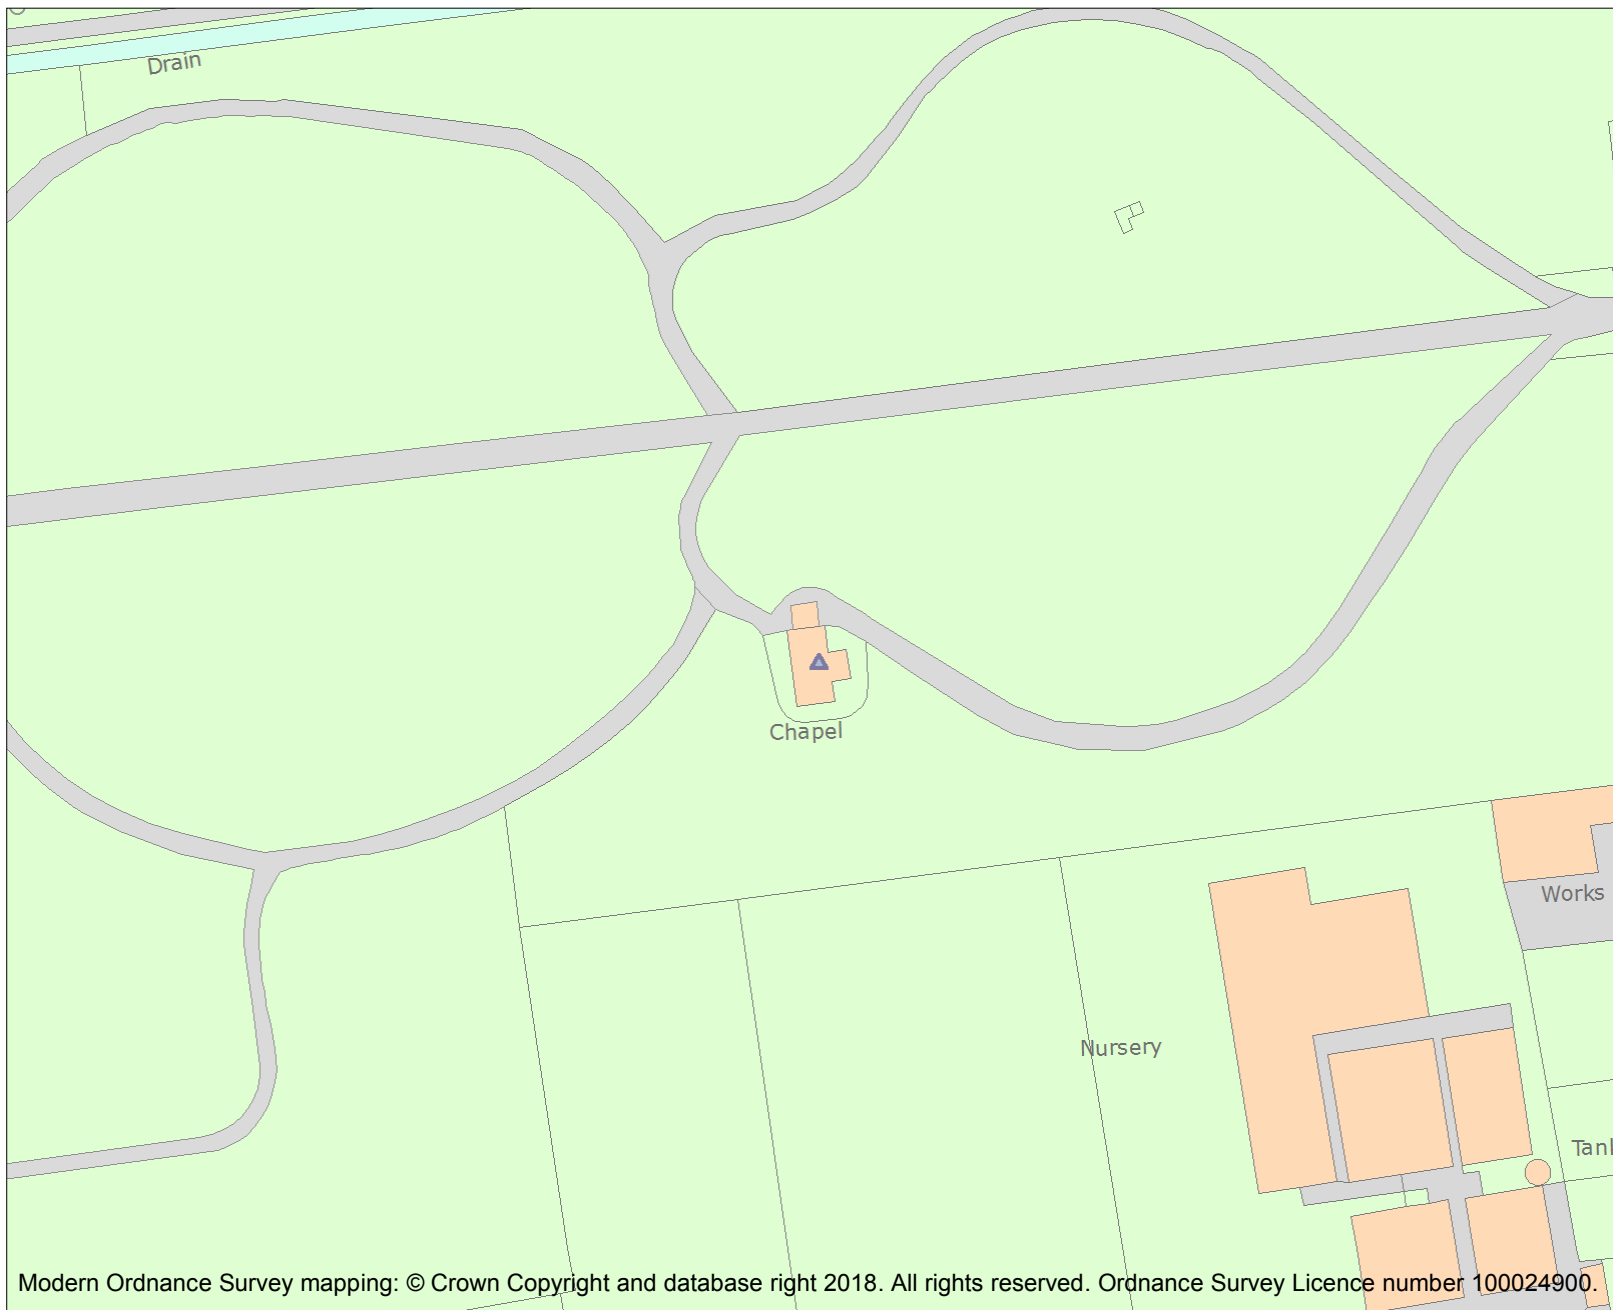 Drain
Chapel
Works
Nursery
Modern Ordnance Survey mapping: © Crown Copyright and database right 2018. All rights reserved. Ordnance Survey Licence number 100024900.